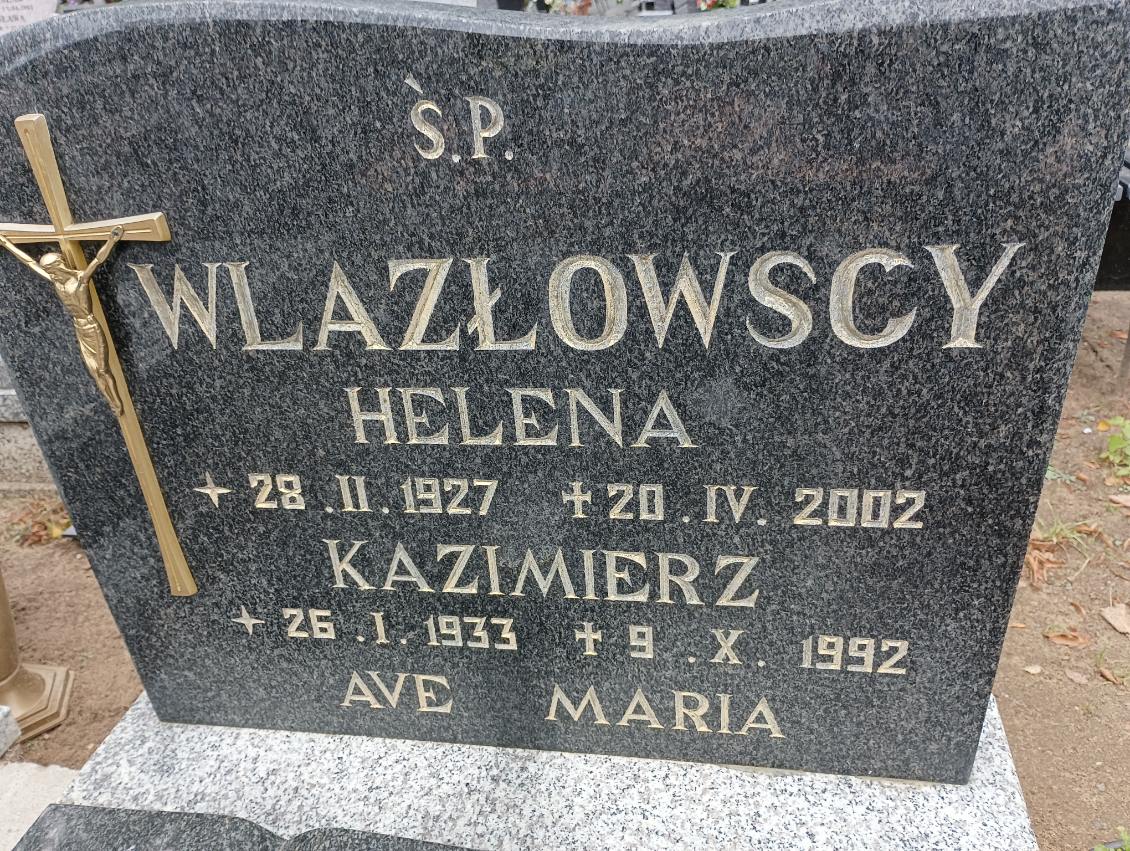 Ś.P.
WLAZŁOWSCY
HELENA
28.II.1927 20.IV.2002
KAZIMIERZ
26.I.1933 9.X.1992
AVE MARIA